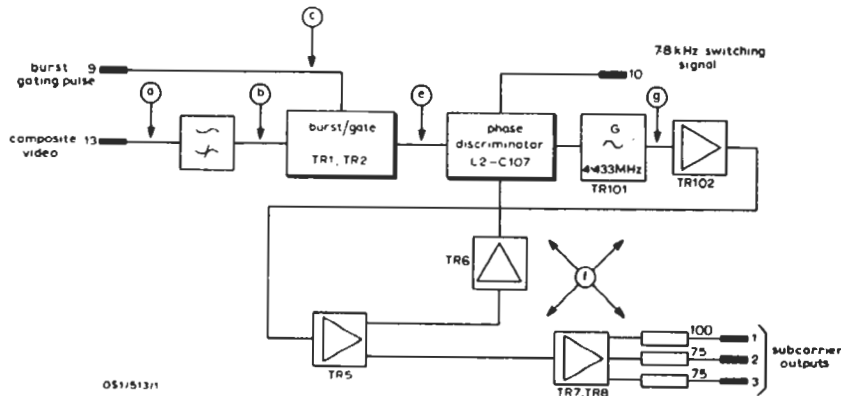 c
burst 9
gating pulse
a
b
e
10
7.8 kHz switching
signal
g
composite 13
video
burst/gate
TR1, TR2
phase
discriminator
L2-C107
G
4·433MHz
TR101
TR102
TR6
f
TR5
TR7,TR8
100 1
75 2
75 3
subcarrier
outputs
OS1/513/1